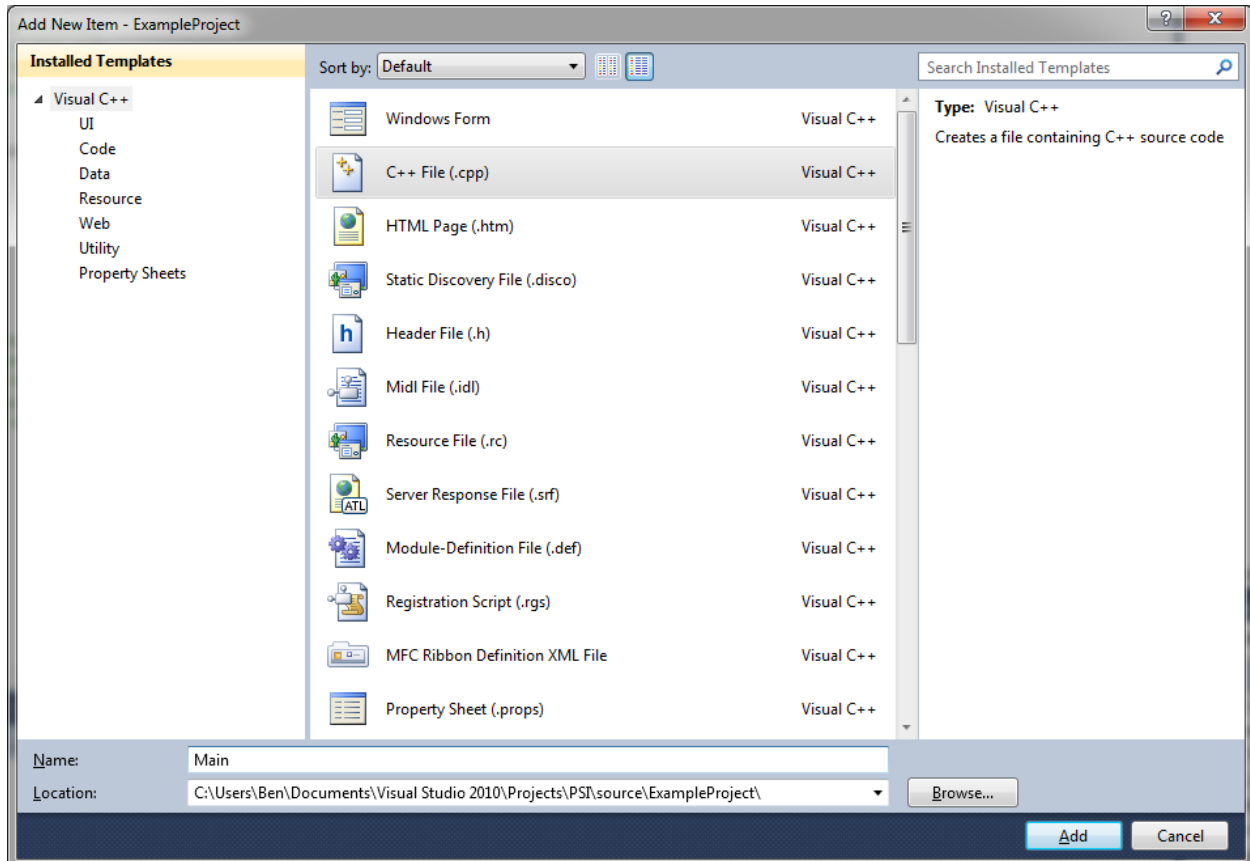 Add New Item - ExampleProject
Installed Templates
Visual C++
UI
Code
Data
Resource
Web
Utility
Property Sheets
Sort by: Default
Windows Form Visual C++
C++ File (.cpp) Visual C++
HTML Page (.htm) Visual C++
Static Discovery File (.disco) Visual C++
h Header File (.h) Visual C++
Midl File (.idl) Visual C++
Resource File (.rc) Visual C++
ATL Server Response File (.srf) Visual C++
Module-Definition File (.def) Visual C++
Registration Script (.rgs) Visual C++
MFC Ribbon Definition XML File Visual C++
Property Sheet (.props) Visual C++
Search Installed Templates
Type: Visual C++
Creates a file containing C++ source code
Name: Main
Location: C:\Users\Ben\Documents\Visual Studio 2010\Projects\PSI\source\ExampleProject\
Browse...
Add Cancel